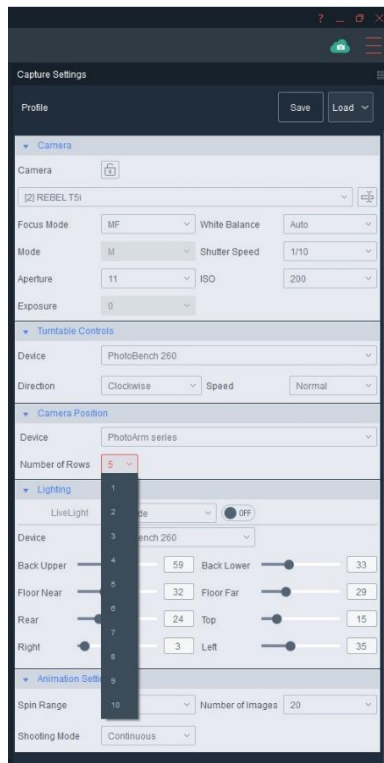 ?
Capture Settings
Profile Save Load
Camera
Camera
[2] REBEL T5i
Focus Mode MF White Balance Auto
Mode M Shutter Speed 1/10
Aperture 11 ISO 200
Exposure 0
Turntable Controls
Device PhotoBench 260
Direction Clockwise Speed Normal
Camera Position
Device PhotoArm series
Number of Rows 5
Lighting
1
LiveLight 2 de OFF
Device 3 ench 260
Back Upper 4 59 Back Lower 33
Floor Near 5 32 Floor Far 29
6
Rear 24 Top 15
7
Right 8 3 Left 35
Animation Setti 9
Spin Range 10 Number of Images 20
Shooting Mode Continuous